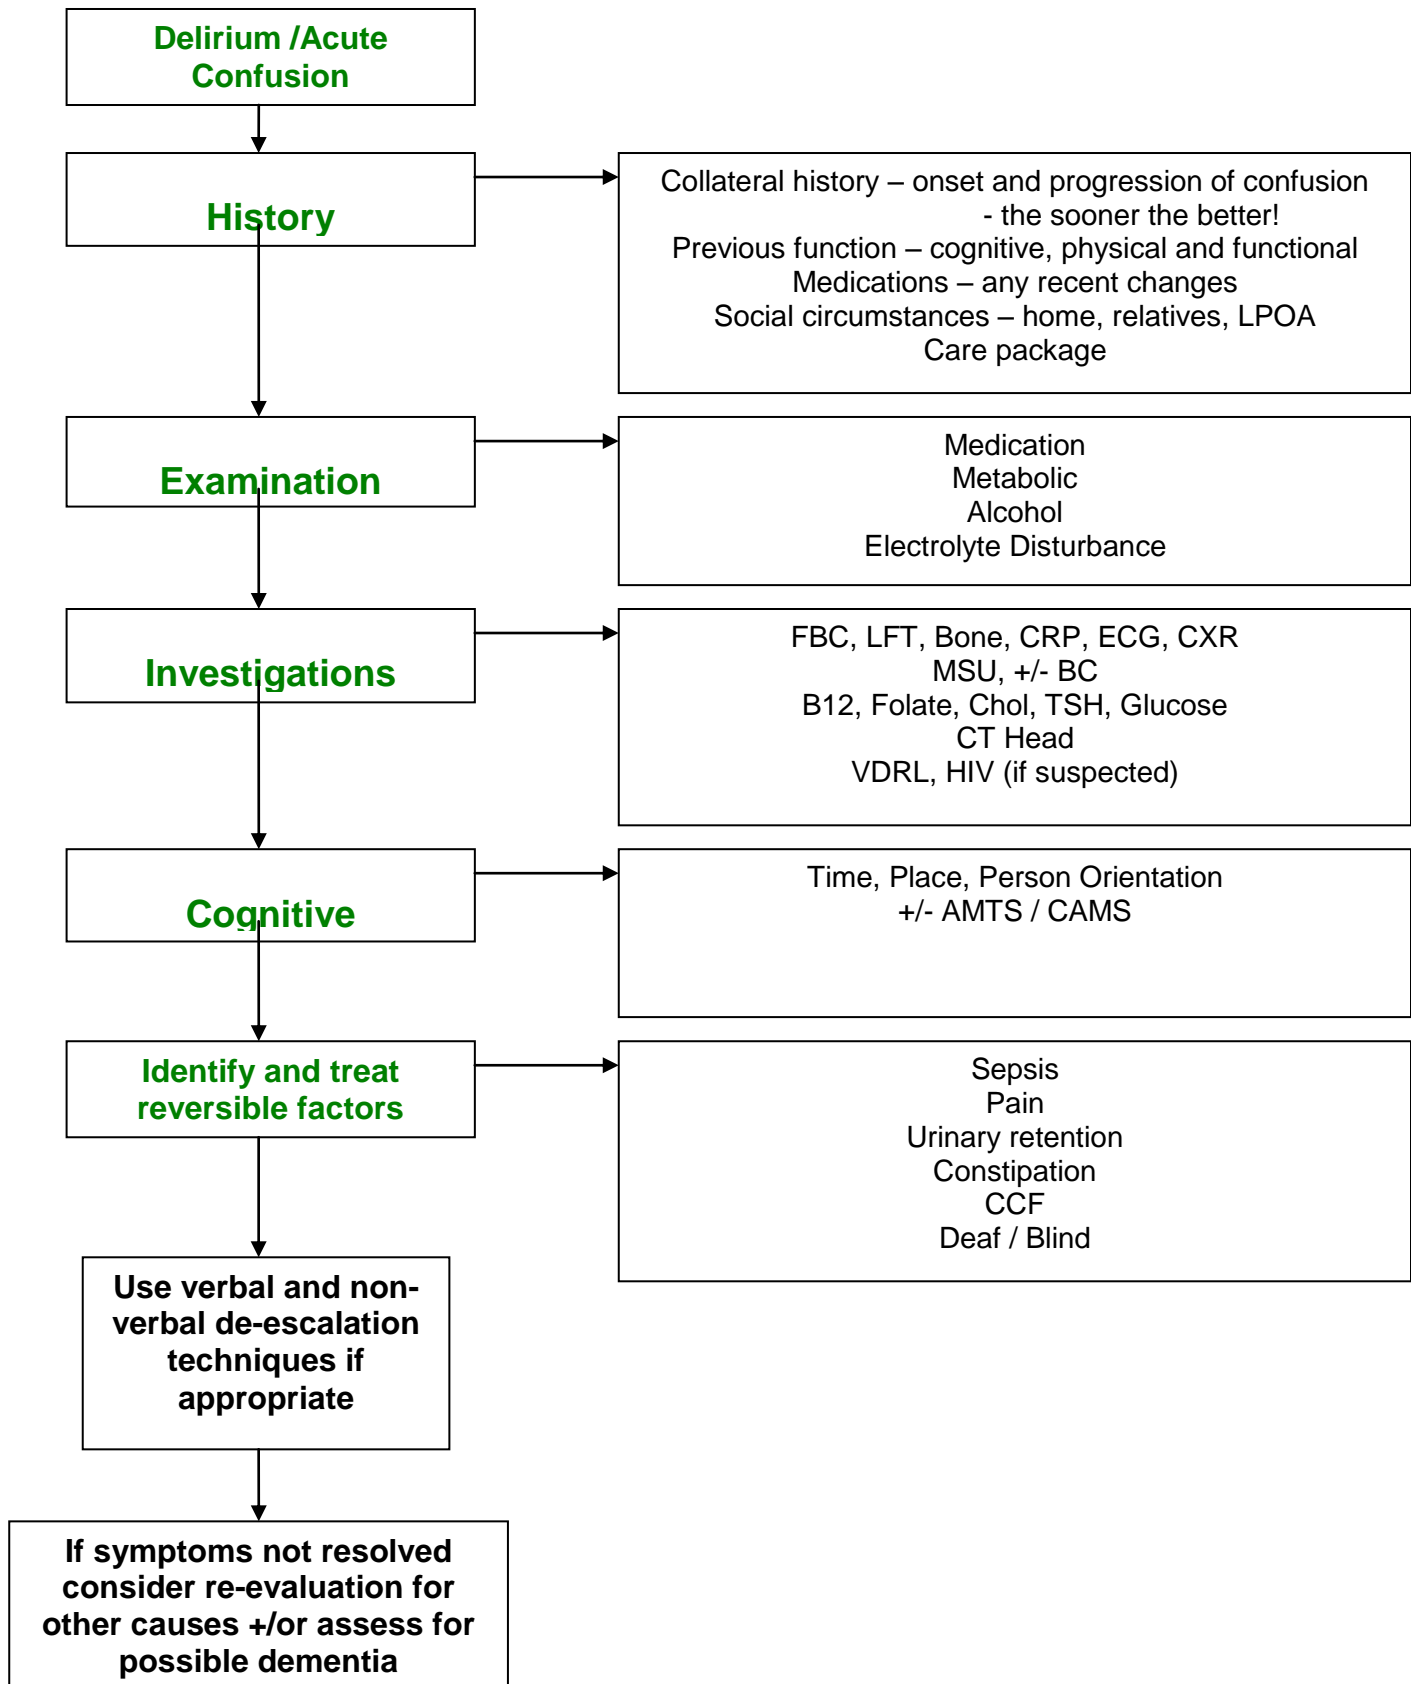 Delirium /Acute
Confusion
History
Collateral history – onset and progression of confusion
- the sooner the better!
Previous function – cognitive, physical and functional
Medications – any recent changes
Social circumstances – home, relatives, LPOA
Care package
Examination
Medication
Metabolic
Alcohol
Electrolyte Disturbance
Investigations
FBC, LFT, Bone, CRP, ECG, CXR
MSU, +/- BC
B12, Folate, Chol, TSH, Glucose
CT Head
VDRL, HIV (if suspected)
Cognitive
Time, Place, Person Orientation
+/- AMTS / CAMS
Identify and treat
reversible factors
Sepsis
Pain
Urinary retention
Constipation
CCF
Deaf / Blind
Use verbal and non-
verbal de-escalation
techniques if
appropriate
If symptoms not resolved
consider re-evaluation for
other causes +/or assess for
possible dementia